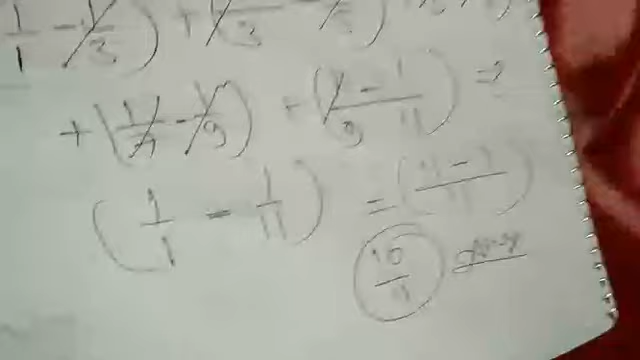 (1/1 - 1/3) + (1/3 - 1/5) +
+ (1/7 - 1/9) + (1/9 - 1/11) =>
(1/1 - 1/11) = (11-1/11)
10/11